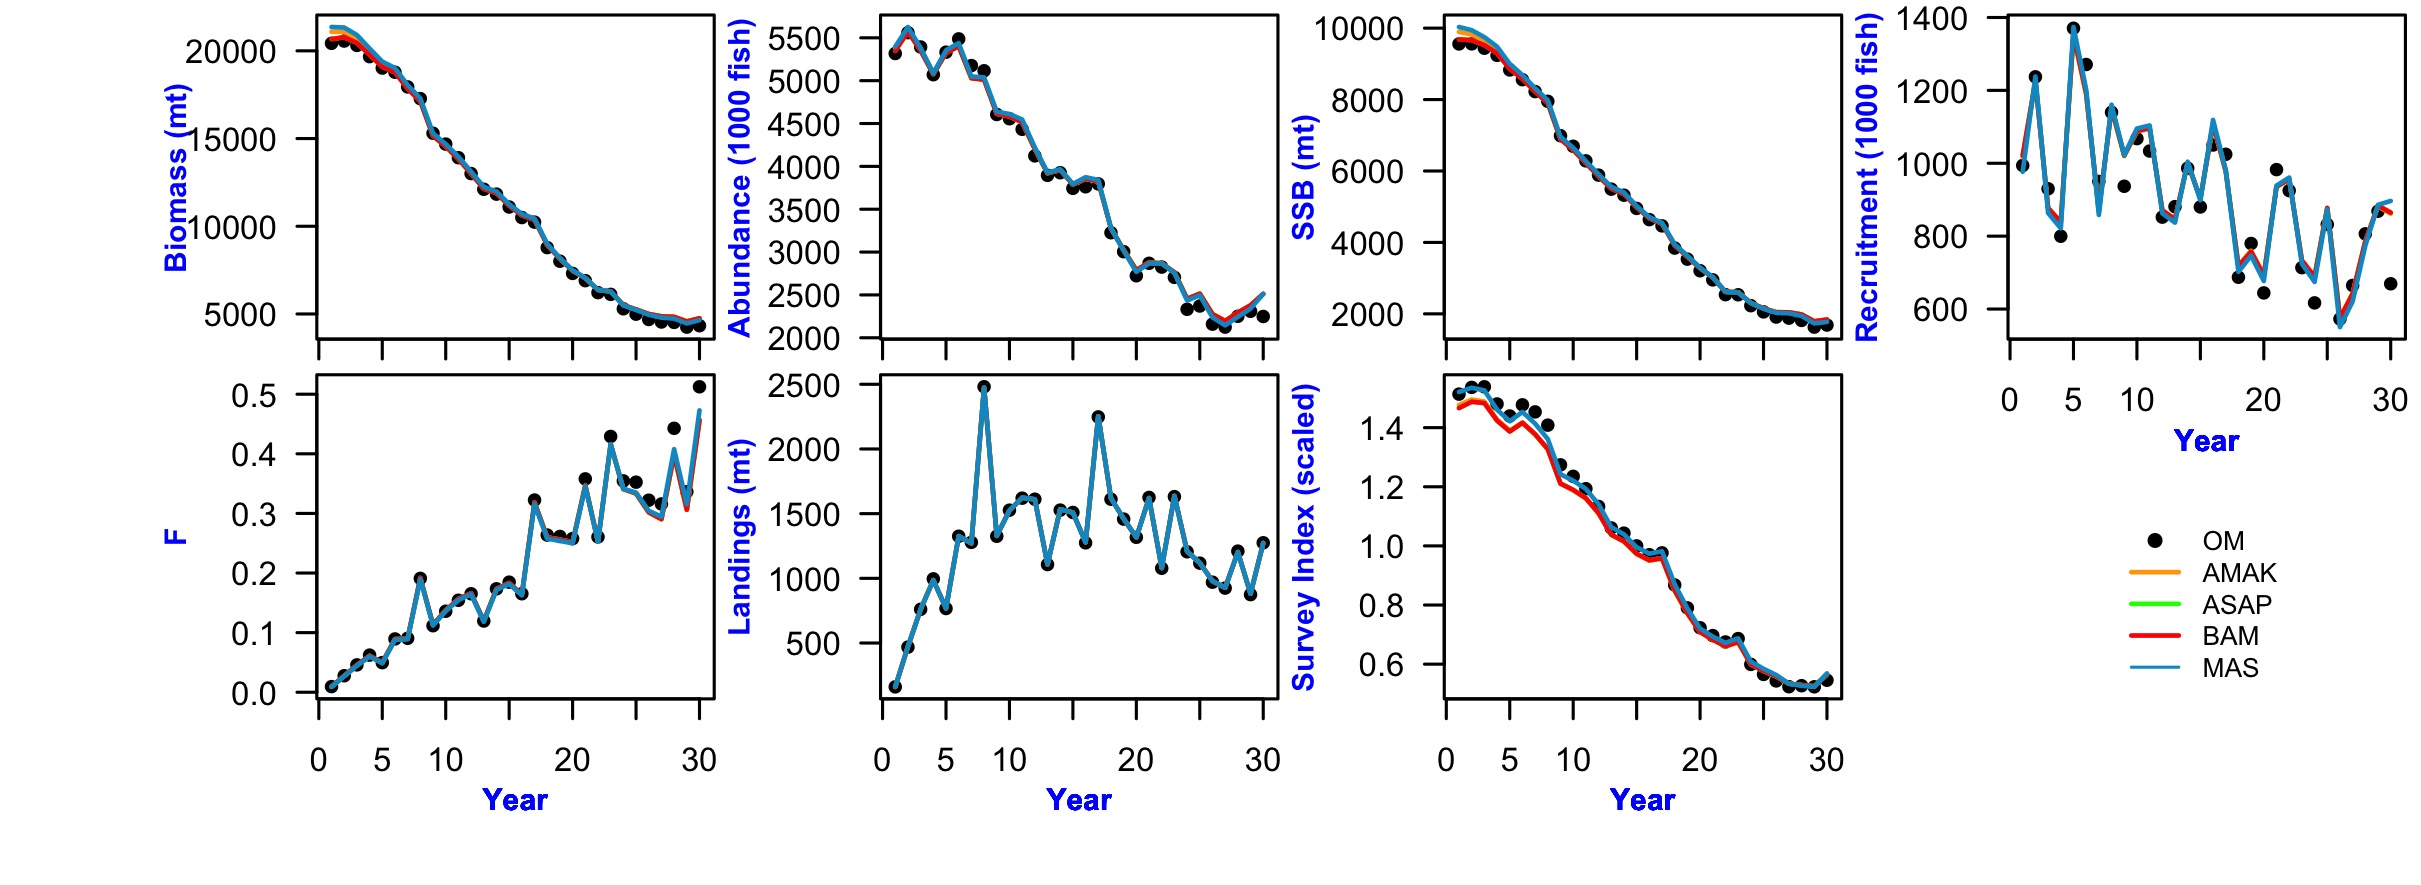 Biomass (mt)
20000
15000
10000
5000
Abundance (1000 fish)
5500
5000
4500
4000
3500
3000
2500
2000
SSB (mt)
10000
8000
6000
4000
2000
Recruitment (1000 fish)
1400
1200
1000
800
600
0 5 10 20 30
Year
F
0.5
0.4
0.3
0.2
0.1
0.0
0 5 10 20 30
Year
Landings (mt)
2500
2000
1500
1000
500
0 5 10 20 30
Year
Survey Index (scaled)
1.4
1.2
1.0
0.8
0.6
0 5 10 20 30
Year
OM
AMAK
ASAP
BAM
MAS